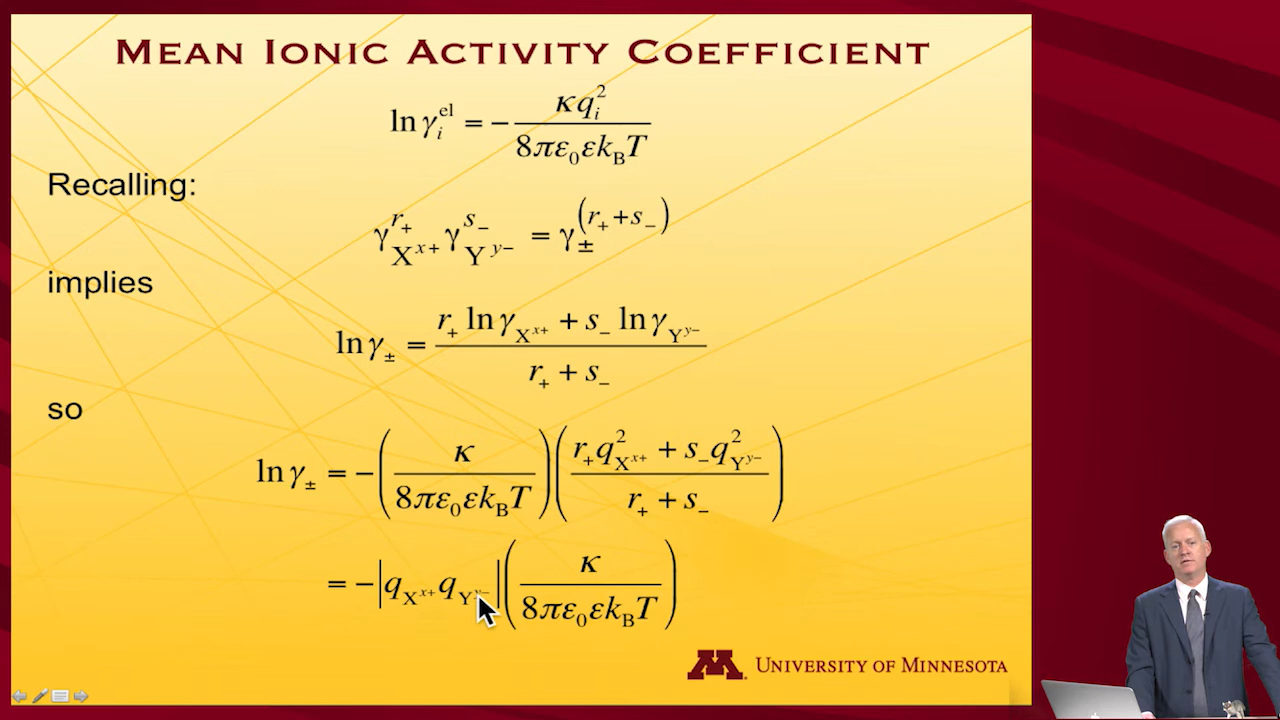 MEAN IONIC ACTIVITY COEFFICIENT
ln γ_i^el = − κq_i^2 / 8πε_0εk_BT
Recalling:
γ_{X^{x+}}^{r_+} γ_{Y^{y−}}^{s_−} = γ_±^{(r_+ + s_−)}
implies
ln γ_± = (r_+ ln γ_{X^{x+}} + s_− ln γ_{Y^{y−}}) / (r_+ + s_−)
so
ln γ_± = −(κ / 8πε_0εk_BT)((r_+ q_{X^{x+}}^2 + s_− q_{Y^{y−}}^2) / (r_+ + s_−))
= −|q_{X^{x+}} q_{Y^{y−}}|(κ / 8πε_0εk_BT)
M UNIVERSITY OF MINNESOTA